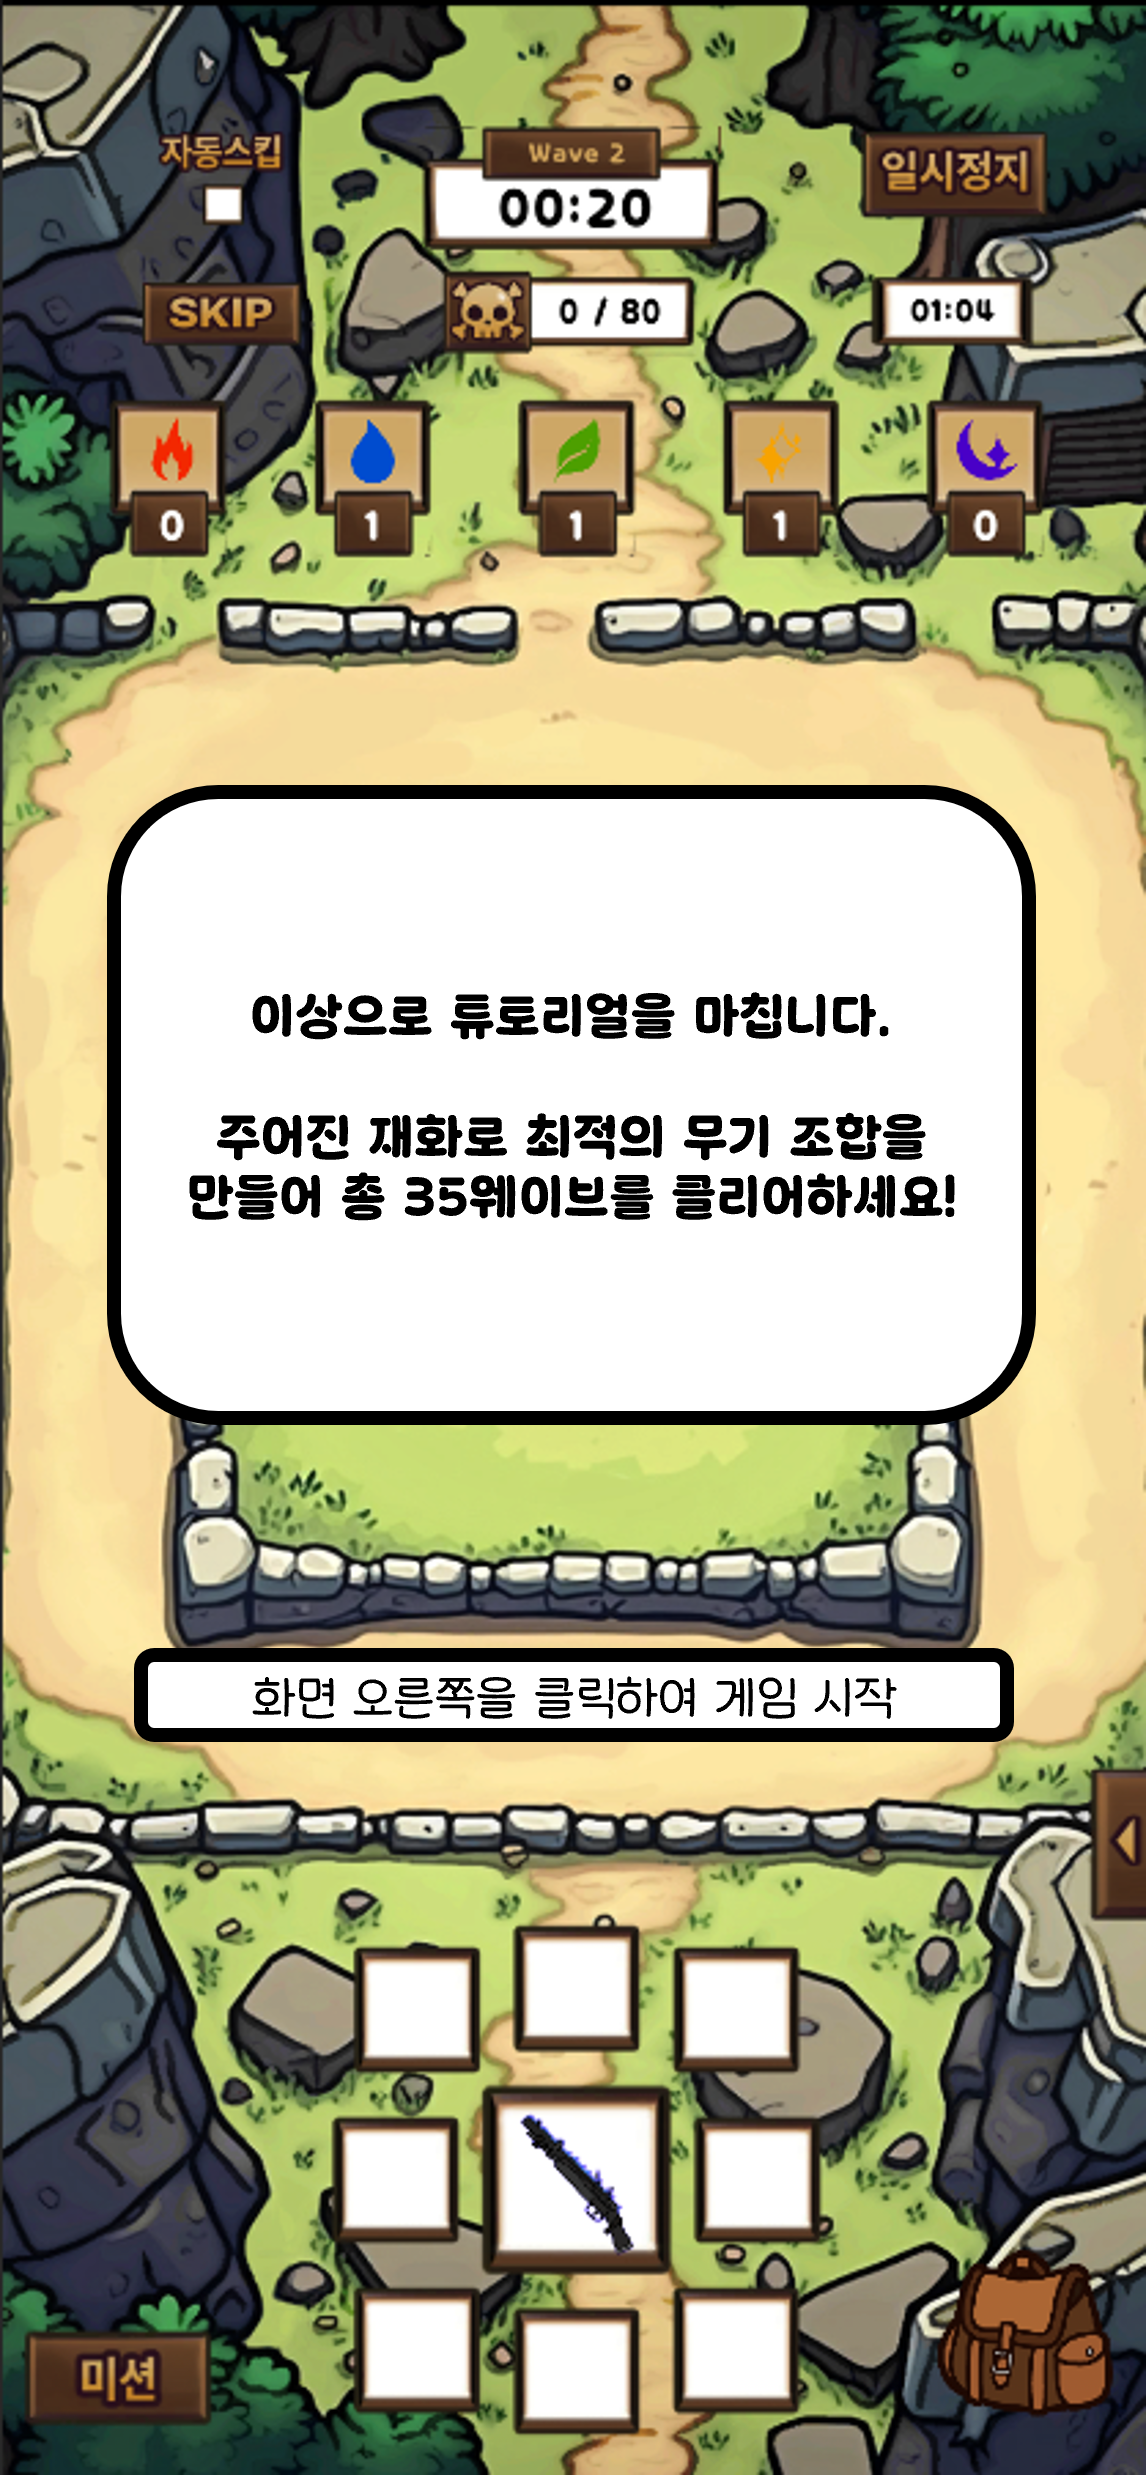 자동스킵
Wave 2
00:20
일시정지
SKIP
0 / 80
01:04
0
1
1
1
0
이상으로 튜토리얼을 마칩니다.
주어진 재화로 최적의 무기 조합을
만들어 총 35웨이브를 클리어하세요!
화면 오른쪽을 클릭하여 게임 시작
미션